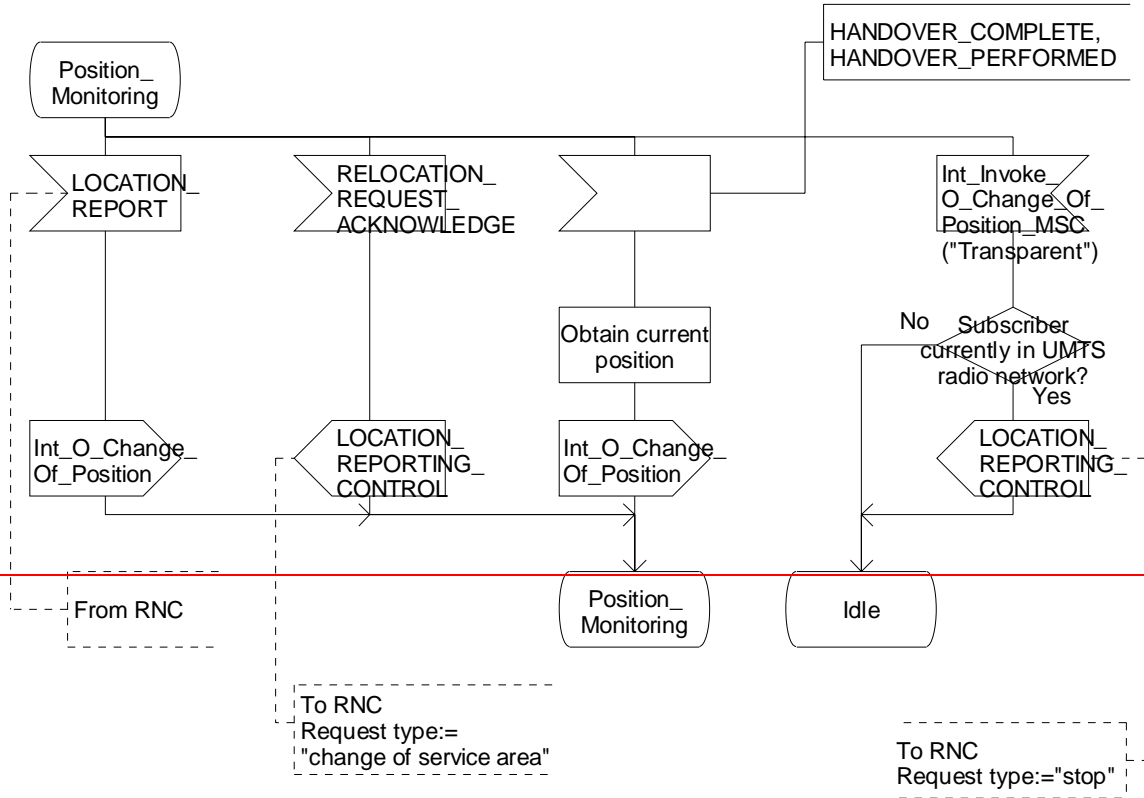 HANDOVER_COMPLETE,
HANDOVER_PERFORMED
Position_
Monitoring
LOCATION_
REPORT
RELOCATION_
REQUEST_
ACKNOWLEDGE
Int_Invoke_
O_Change_Of_
Position_MSC
("Transparent")
Obtain current
position
No
Subscriber
currently in UMTS
radio network?
Yes
Int_O_Change_
Of_Position
LOCATION_
REPORTING_
CONTROL
Int_O_Change_
Of_Position
LOCATION_
REPORTING_
CONTROL
From RNC
Position_
Monitoring
Idle
To RNC
Request type:=
"change of service area"
To RNC
Request type:="stop"